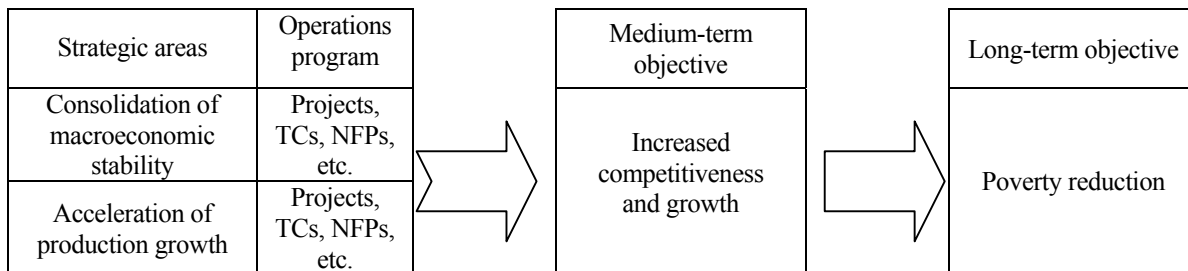 Strategic areas
Operations
program
Medium-term
objective
Long-term objective
Consolidation of
macroeconomic
stability
Projects,
TCs, NFPs,
etc.
Acceleration of
production growth
Projects,
TCs, NFPs,
etc.
Increased
competitiveness
and growth
Poverty reduction